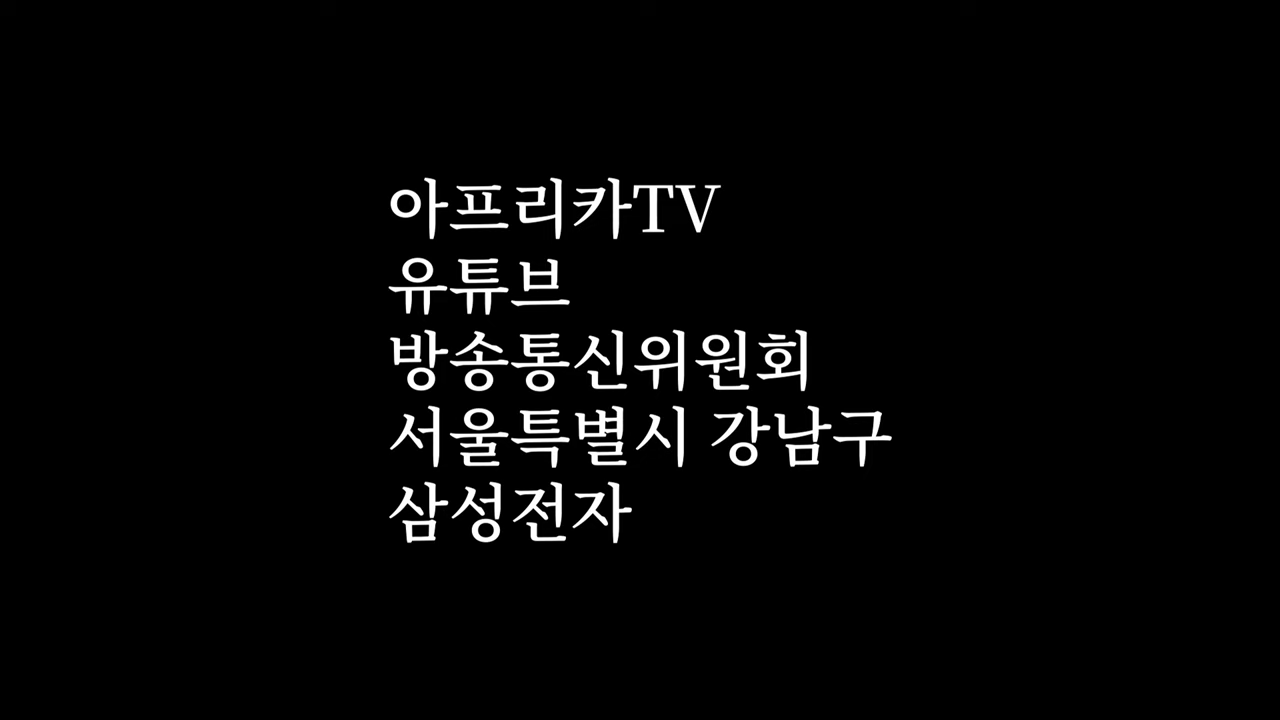 아프리카TV
유튜브
방송통신위원회
서울특별시 강남구
삼성전자